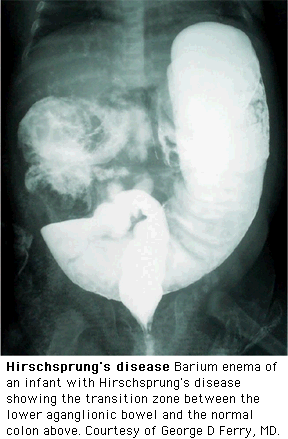 Hirschsprung's disease Barium enema of
an infant with Hirschsprung's disease
showing the transition zone between the
lower aganglionic bowel and the normal
colon above. Courtesy of George D Ferry, MD.